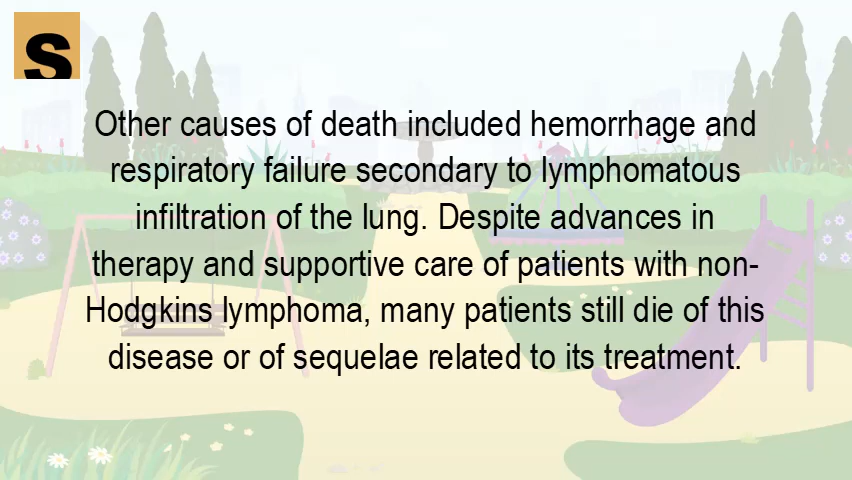 S
Other causes of death included hemorrhage and
respiratory failure secondary to lymphomatous
infiltration of the lung. Despite advances in
therapy and supportive care of patients with non-
Hodgkins lymphoma, many patients still die of this
disease or of sequelae related to its treatment.